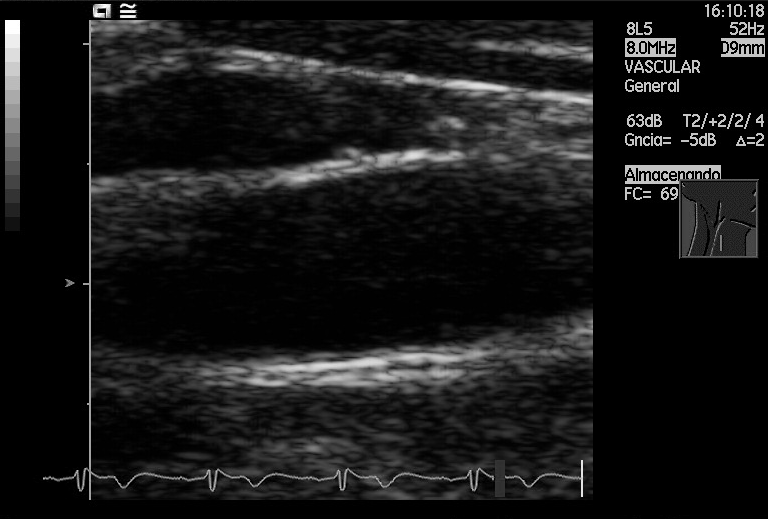 16:10:18
8L5 52Hz
8.0MHz 09mm
VASCULAR
General
63dB T2/+2/2/ 4
Gncia= -5dB Δ=2
Almacenando
FC= 69